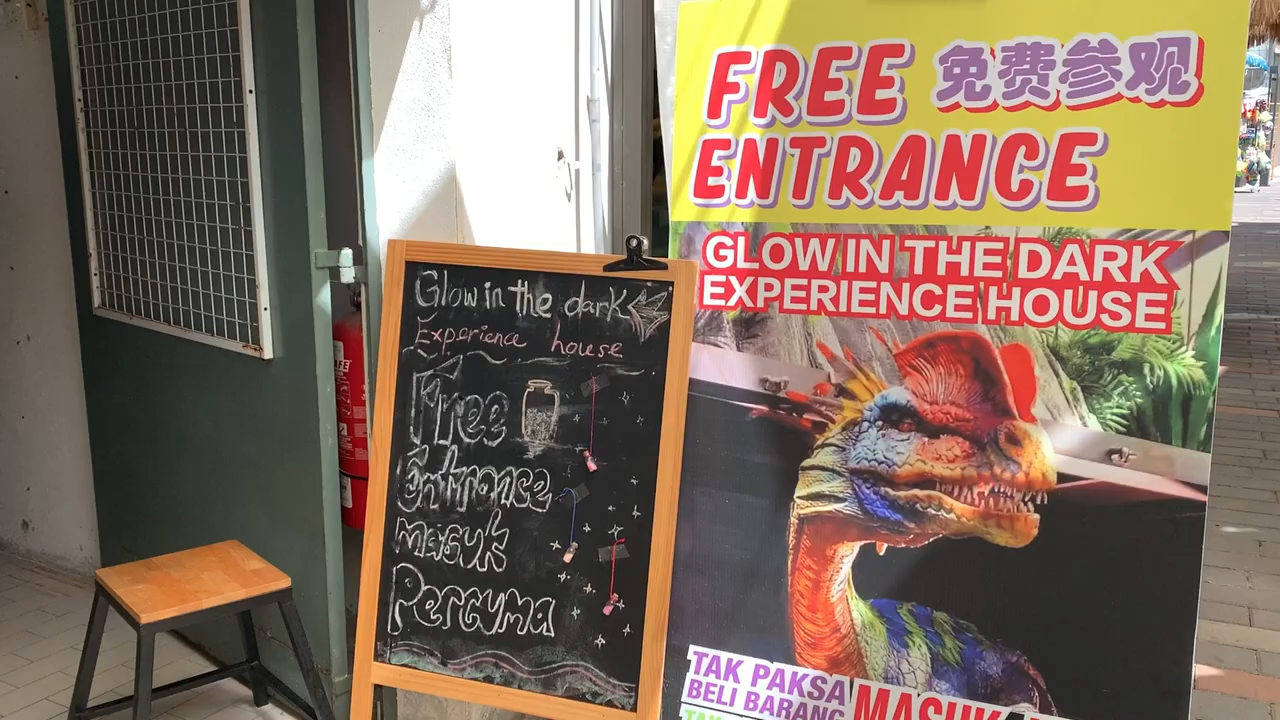 Glow in the dark
Experience house
Free
Entrance
masuk
Percuma
FREE 免费参观
ENTRANCE
GLOW IN THE DARK
EXPERIENCE HOUSE
TAK PAKSA
BELI BARANG
MASUK